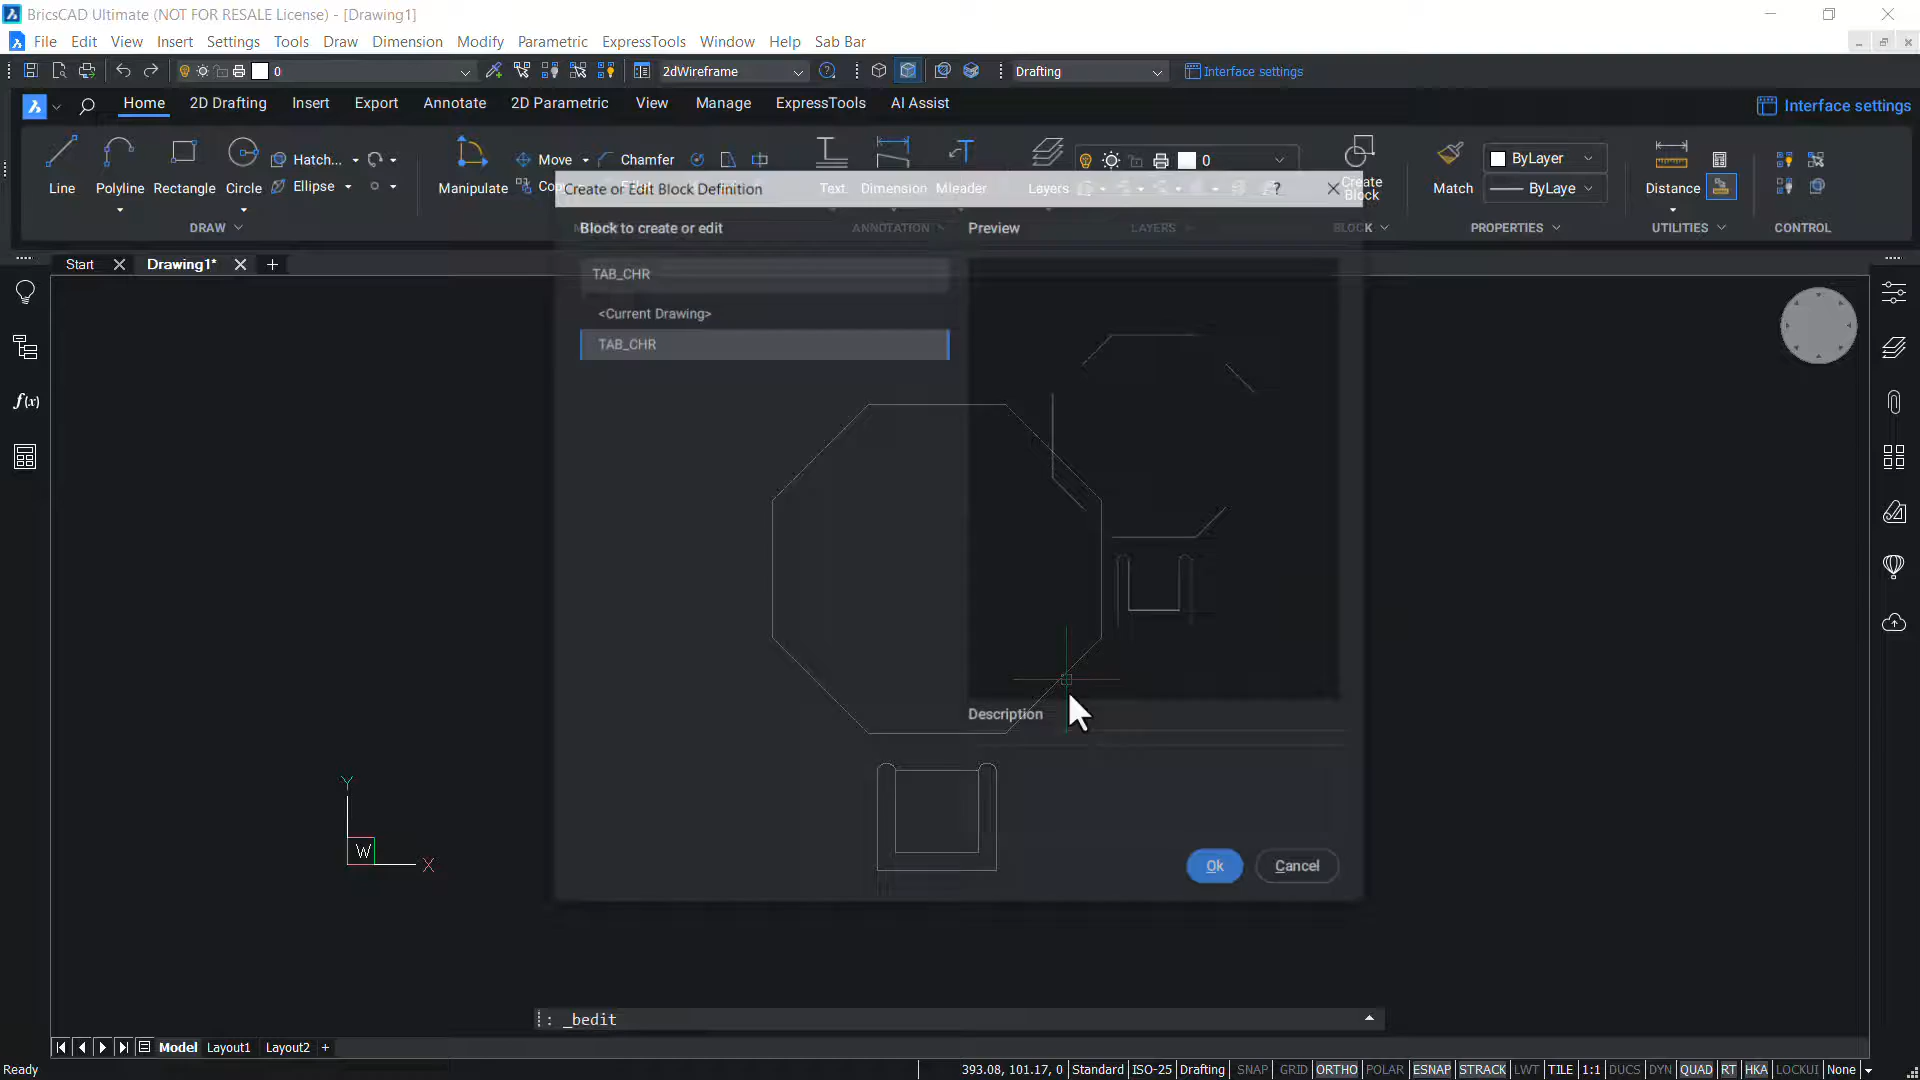 BricsCAD Ultimate (NOT FOR RESALE License) - [Drawing1]
File Edit View Insert Settings Tools Draw Dimension Modify Parametric ExpressTools Window Help Sab Bar
0 2dWireframe Drafting Interface settings
Home 2D Drafting Insert Export Annotate 2D Parametric View Manage ExpressTools AI Assist Interface settings
Hatch... Move Chamfer 0 ByLayer
Line Polyline Rectangle Circle Ellipse Manipulate Text Dimension Mleader Layers Create Block Match ByLaye Distance
DRAW ANNOTATION LAYERS BLOCK PROPERTIES UTILITIES CONTROL
Create or Edit Block Definition ?
Block to create or edit Preview
Start Drawing1*
TAB_CHR
<Current Drawing>
TAB_CHR
f(x)
Description
Y
W
X
Ok Cancel
: _bedit
Model Layout1 Layout2 +
Ready 393.08, 101.17, 0 Standard ISO-25 Drafting SNAP GRID ORTHO POLAR ESNAP STRACK LWT TILE 1:1 DUCS DYN QUAD RT HKA LOCKUI None